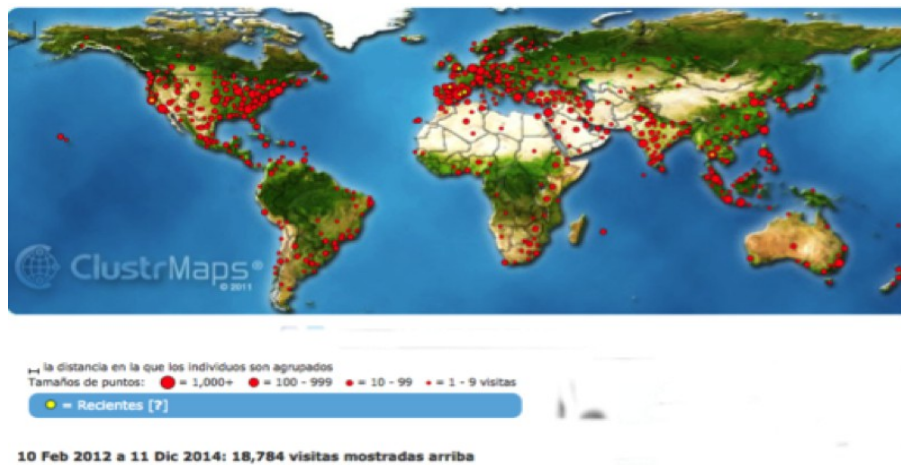 ClustrMaps®
© 2011
la distancia en la que los individuos son agrupados
Tamaños de puntos: = 1,000+ = 100 - 999 = 10 - 99 = 1 - 9 visitas
= Recientes [?]
10 Feb 2012 a 11 Dic 2014: 18,784 visitas mostradas arriba